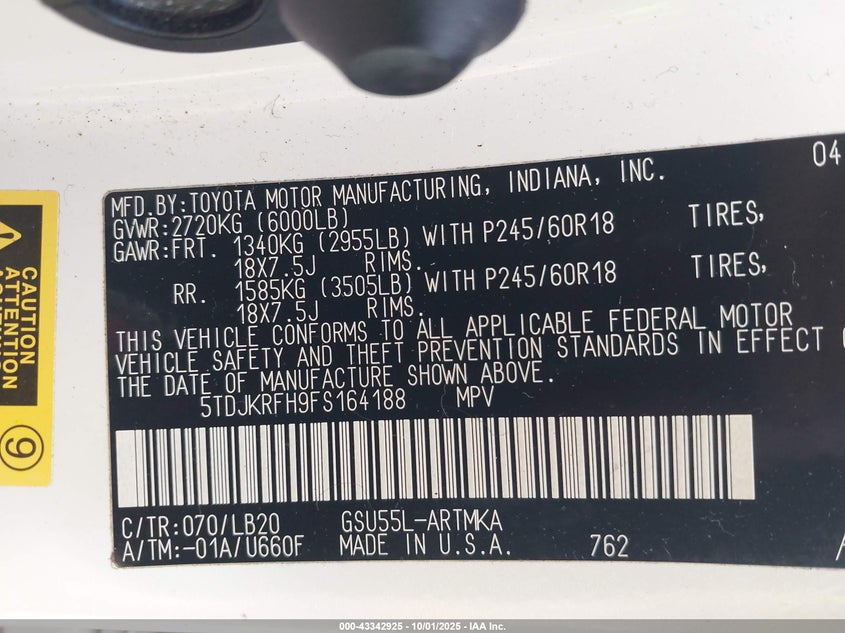 04
MFD.BY:TOYOTA MOTOR MANUFACTURING, INDIANA, INC.
GVWR:2720KG (6000LB)
GAWR:FRT. 1340KG (2955LB) WITH P245/60R18 TIRES,
18X7.5J RIMS.
RR. 1585KG (3505LB) WITH P245/60R18 TIRES,
18X7.5J RIMS.
THIS VEHICLE CONFORMS TO ALL APPLICABLE FEDERAL MOTOR
VEHICLE SAFETY AND THEFT PREVENTION STANDARDS IN EFFECT
THE DATE OF MANUFACTURE SHOWN ABOVE.
5TDJKRFH9FS164188 MPV
C/TR:070/LB20 GSU55L-ARTMKA
A/TM:-01A/U660F MADE IN U.S.A. 762
CAUTION
ATTENTION
9
000-43342925 - 10/01/2025 - IAA Inc.